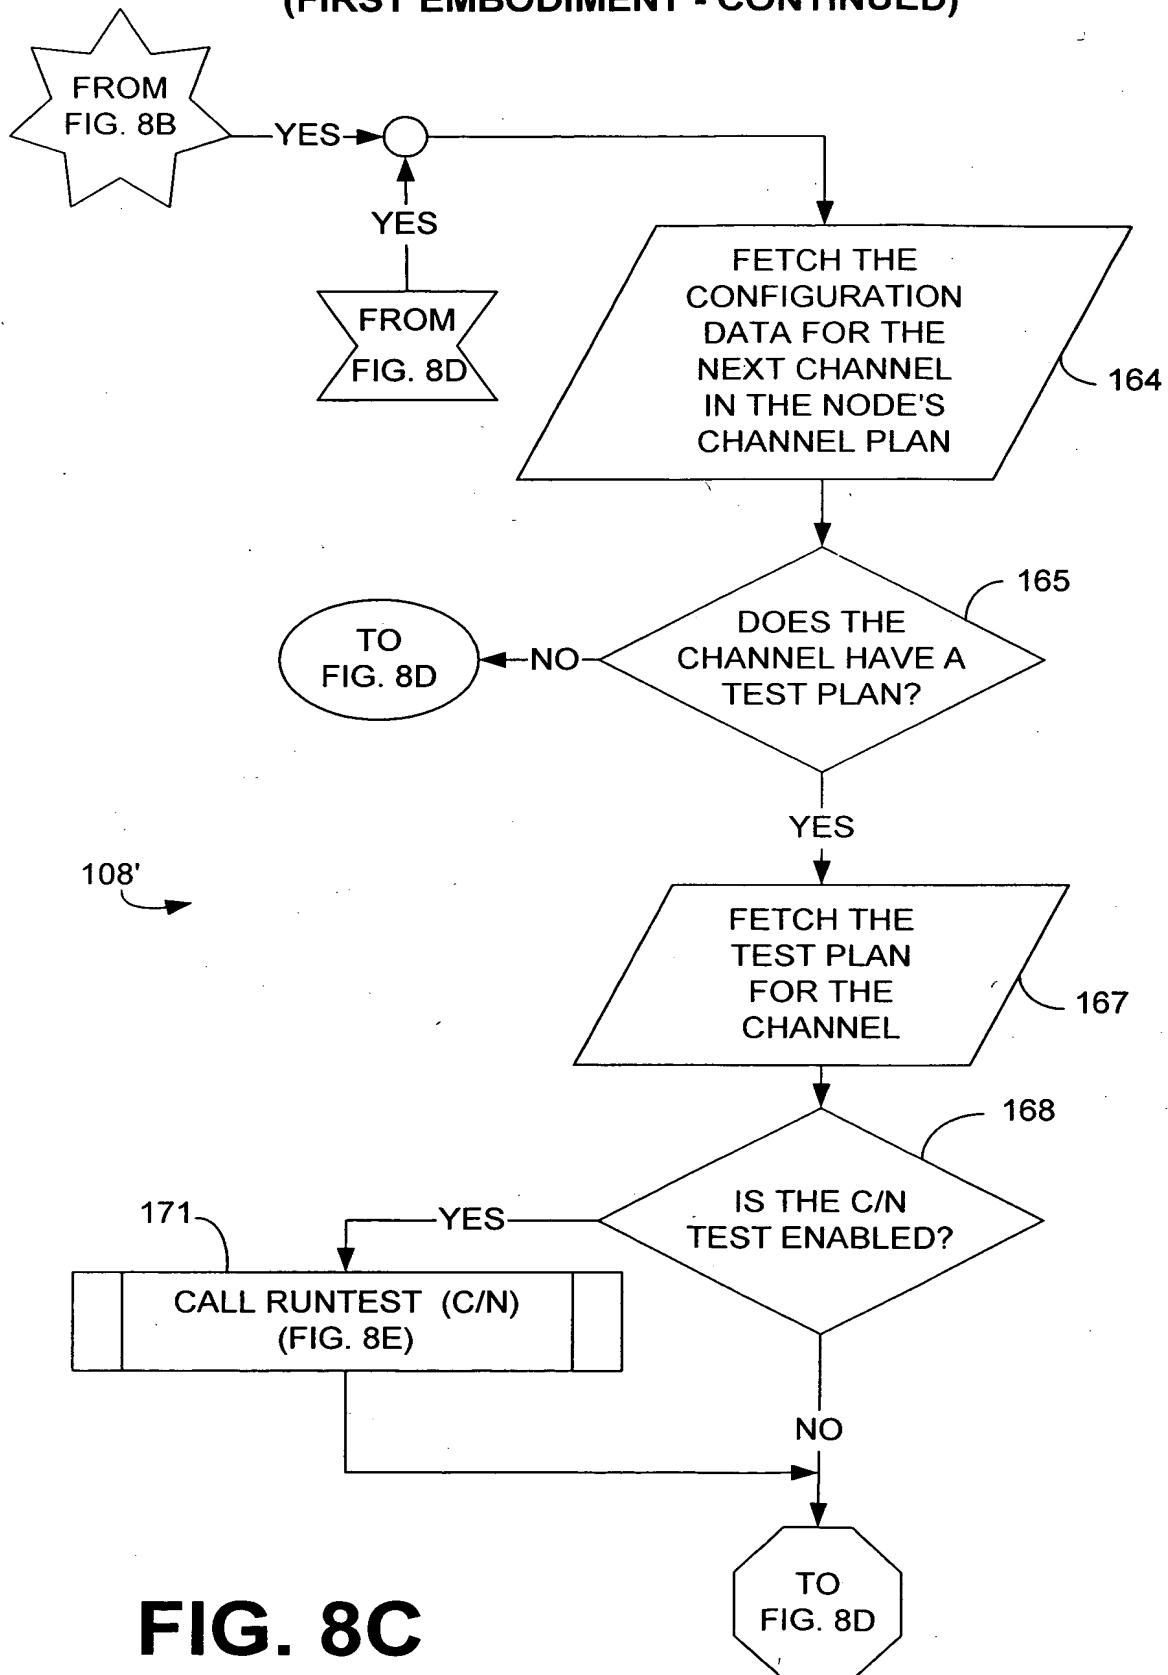 (FIRST EMBODIMENT - CONTINUED)
FROM
FIG. 8B
YES
YES
FROM
FIG. 8D
FETCH THE
CONFIGURATION
DATA FOR THE
NEXT CHANNEL
IN THE NODE'S
CHANNEL PLAN
164
165
DOES THE
CHANNEL HAVE A
TEST PLAN?
NO
TO
FIG. 8D
YES
108'
FETCH THE
TEST PLAN
FOR THE
CHANNEL
167
168
IS THE C/N
TEST ENABLED?
YES
171
CALL RUNTEST (C/N)
(FIG. 8E)
NO
TO
FIG. 8D
FIG. 8C